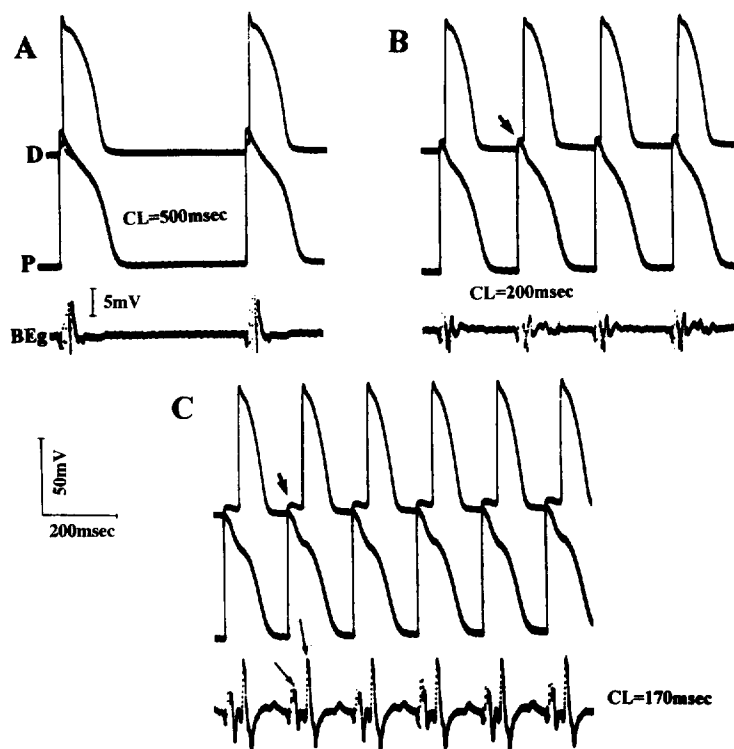 A
B
D
CL=500msec
P
5mV
CL=200msec
BEg
C
50mV
200msec
CL=170msec